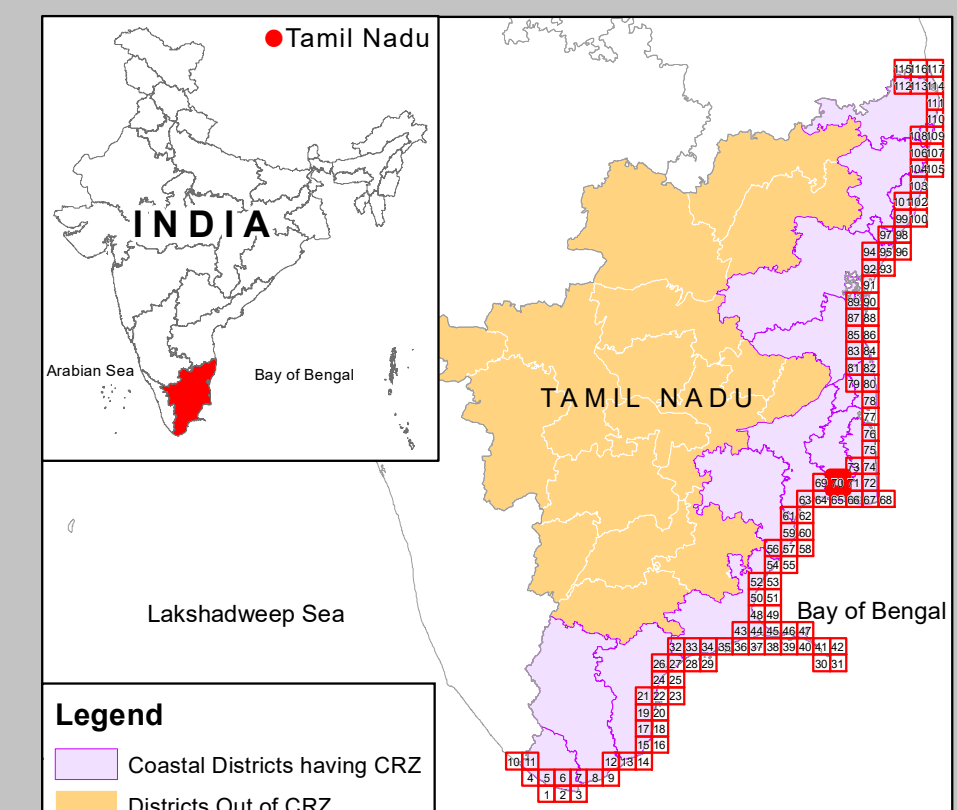 Tamil Nadu
INDIA
Arabian Sea
Bay of Bengal
TAMIL NADU
Lakshadweep Sea
Bay of Bengal
115 116 117
112 113 114
111
110
108 109
106 107
104 105
103
101 102
99 100
97 98
94 95 96
92 93
91
89 90
87 88
85 86
83 84
81 82
79 80
78
77
76
75
73 74
69 70 71 72
63 64 65 66 67 68
61 62
59 60
56 57 58
54 55
52 53
50 51
48 49
43 44 45 46 47
32 33 34 35 36 37 38 39 40 41 42
26 27 28 29 30 31
24 25
21 22 23
19 20
17 18
15 16
10 11 12 13 14
4 5 6 7 8 9
1 2 3
Legend
Coastal Districts having CRZ
Districts Out of CRZ